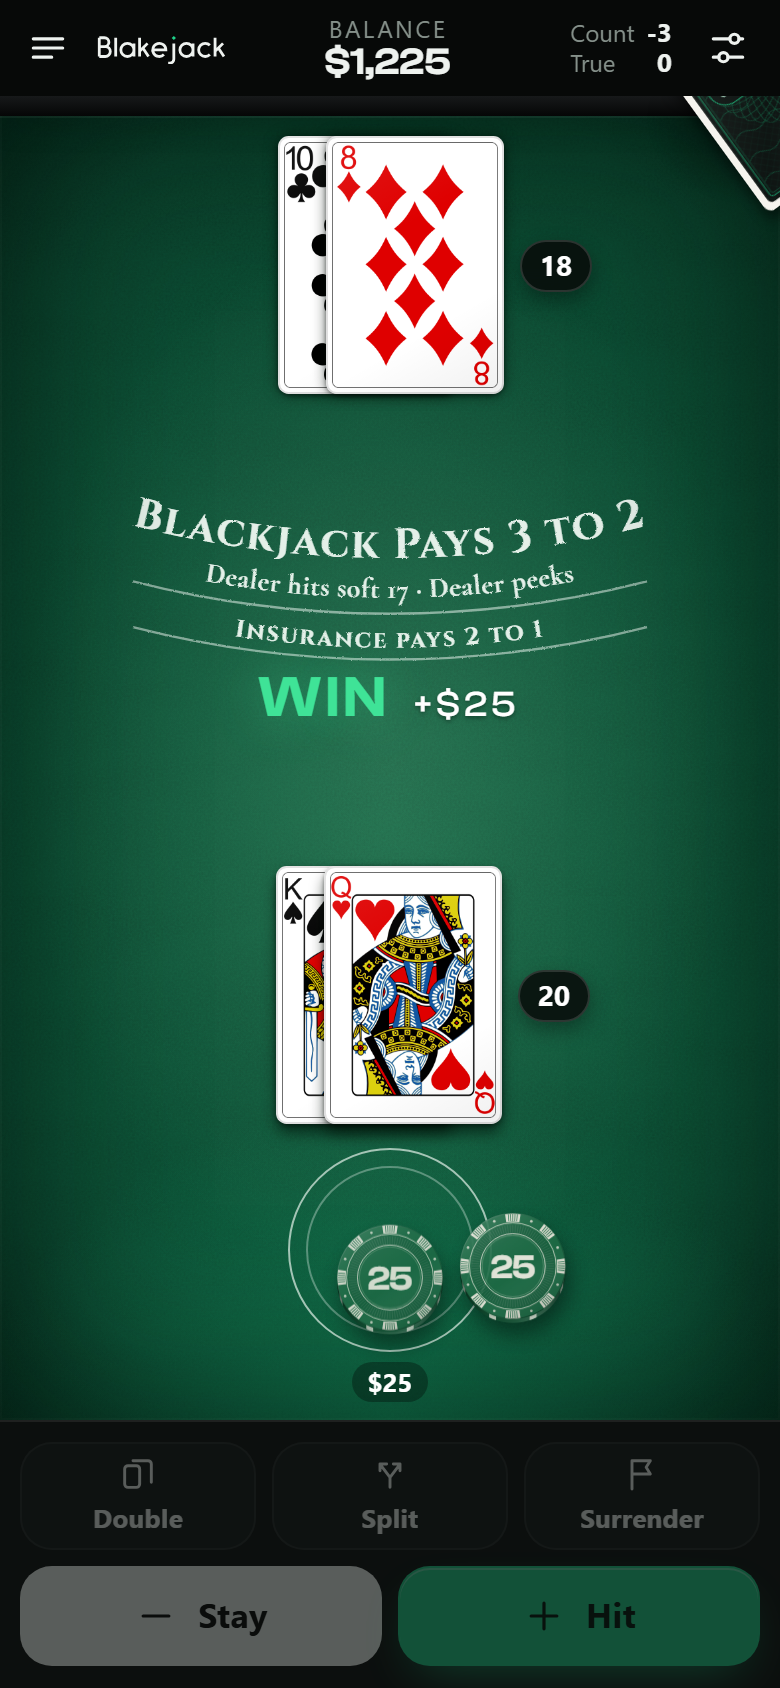 Blakejack
BALANCE
$1,225
Count -3
True 0
10
8
8
18
BLACKJACK PAYS 3 TO 2
Dealer hits soft 17 · Dealer peeks
INSURANCE PAYS 2 TO 1
WIN +$25
K
Q
Q
20
25
25
$25
Double
Split
Surrender
Stay
Hit